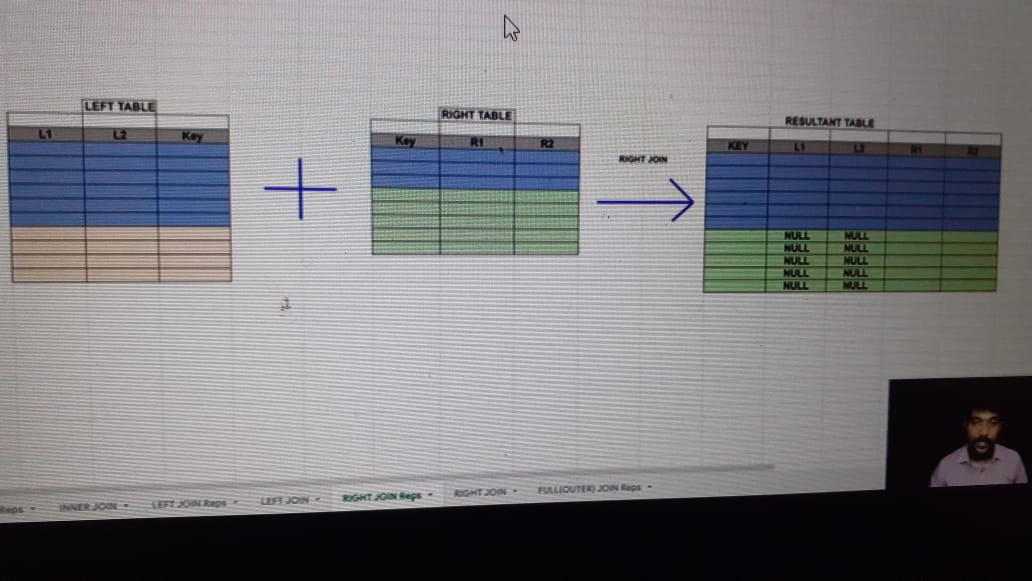 LEFT TABLE
L1 L2 Key
RIGHT TABLE
Key R1 R2
RIGHT JOIN
RESULTANT TABLE
KEY L1 L2 R1 R2
NULL NULL
NULL NULL
NULL NULL
NULL NULL
NULL NULL
Reps INNER JOIN LEFT JOIN Reps LEFT JOIN RIGHT JOIN Reps RIGHT JOIN FULL(OUTER) JOIN Reps